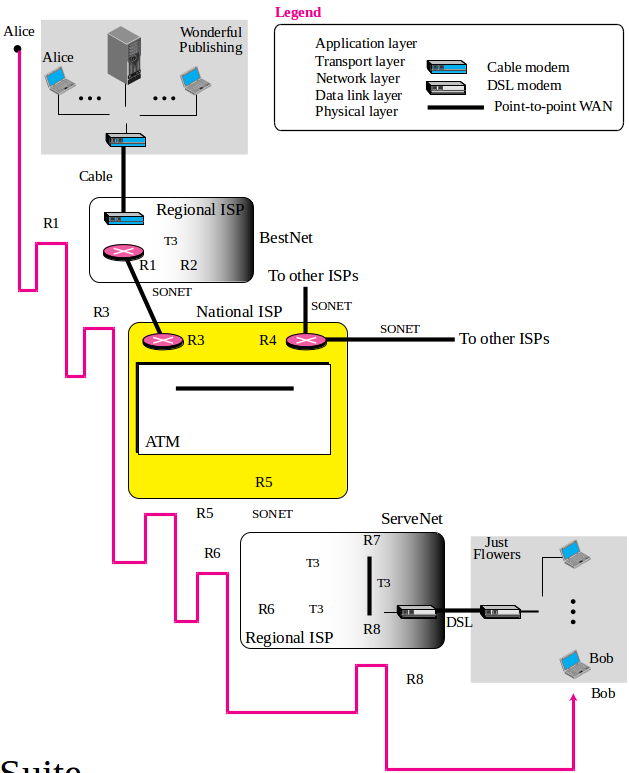 Legend
Alice
Wonderful
Publishing
Alice
Application layer
Transport layer
Network layer
Data link layer
Physical layer
Cable modem
DSL modem
Point-to-point WAN
Cable
R1
Regional ISP
T3
BestNet
R1
R2
SONET
To other ISPs
SONET
R3
National ISP
SONET
To other ISPs
R3
R4
ATM
R5
R5
SONET
ServeNet
R7
Just
Flowers
R6
T3
T3
R6
T3
R8
DSL
Regional ISP
Bob
R8
Bob
Suite